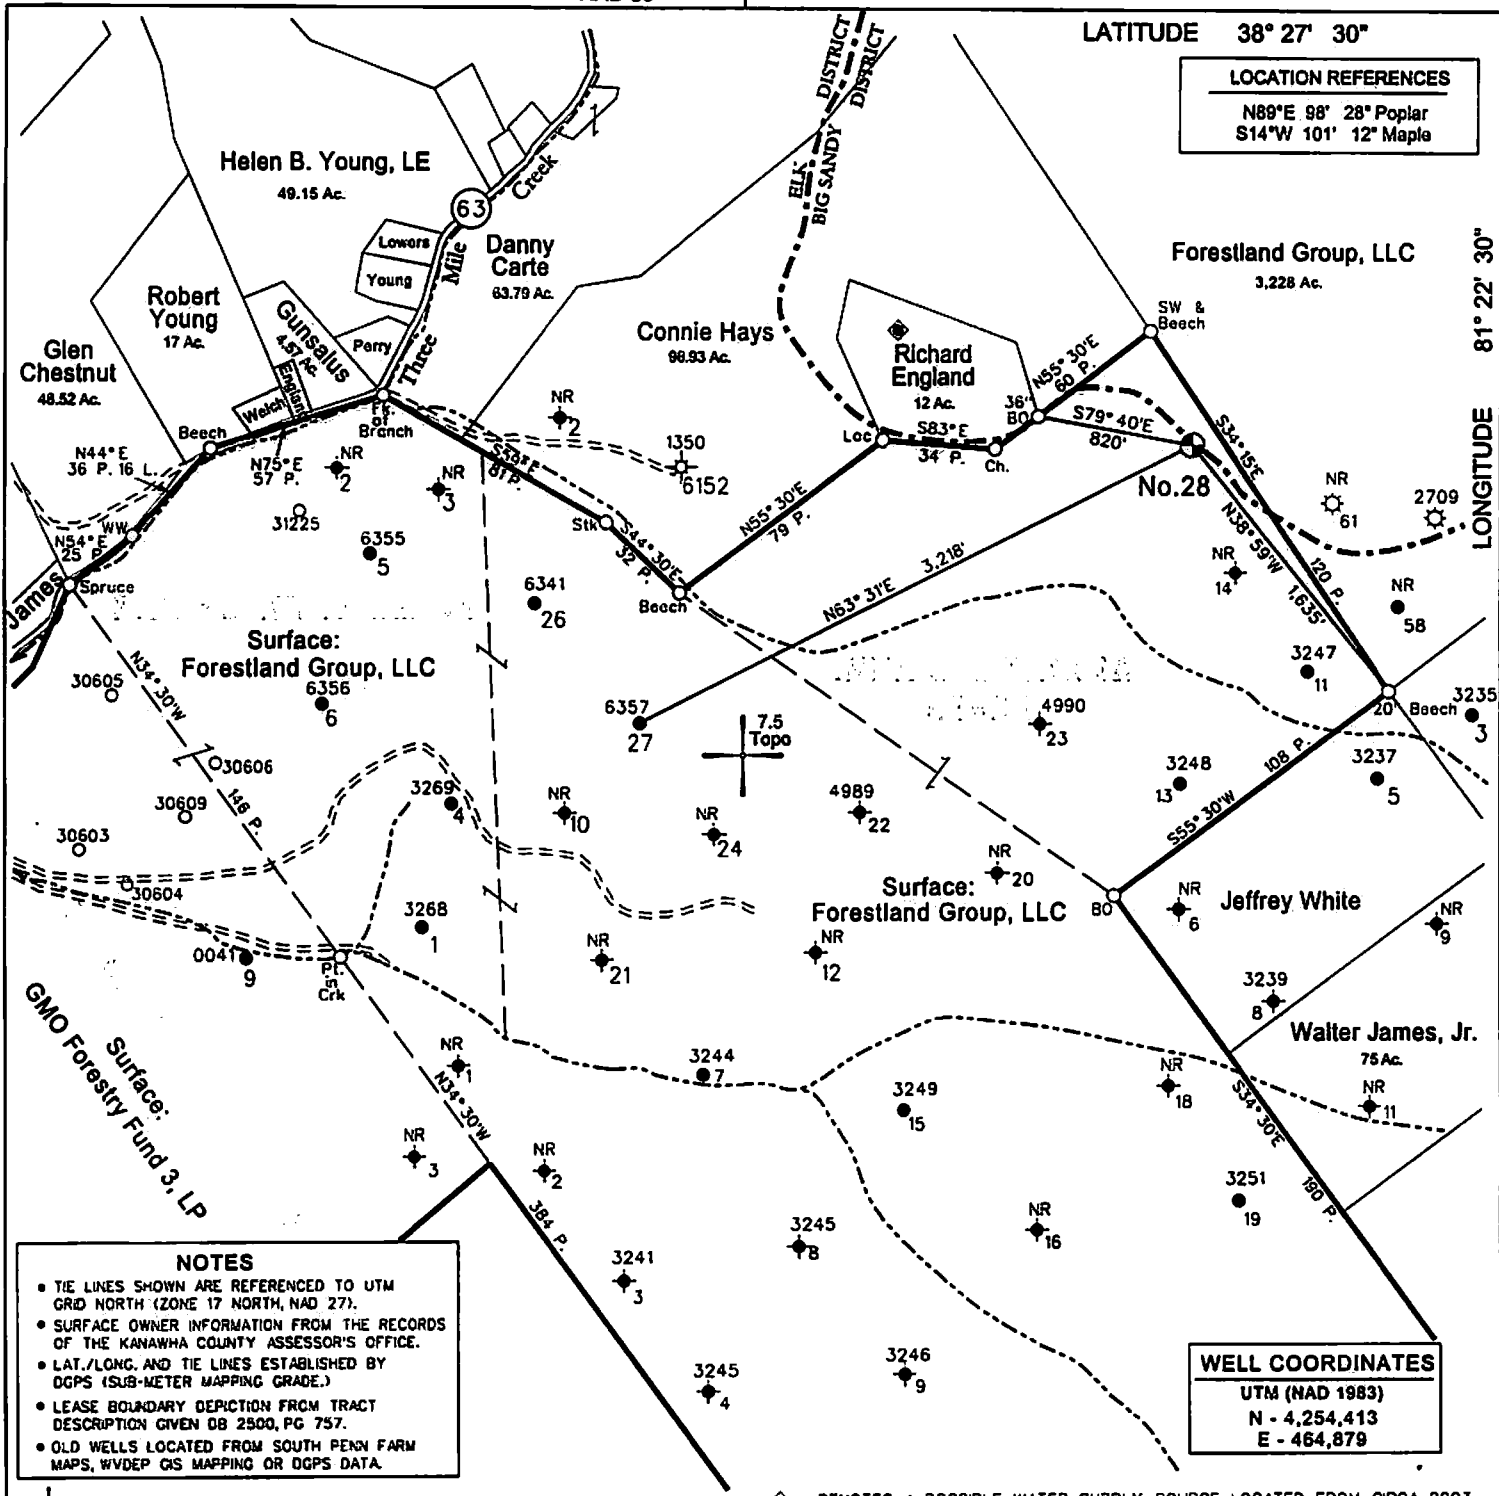 LATITUDE 38° 27' 30"
LOCATION REFERENCES
N89°E 98' 28" Poplar
S14°W 101' 12" Maple
LONGITUDE 81° 22' 30"
ELK DISTRICT
BIG SANDY DISTRICT
Helen B. Young, LE
49.15 Ac.
63
Creek
Mile
Three
Lowers
Young
Danny
Carte
63.79 Ac.
Forestland Group, LLC
3,228 Ac.
Robert
Young
17 Ac.
Gunsalus
4.57 Ac.
Perry
England
Welch
Glen
Chestnut
48.52 Ac.
Connie Hays
98.93 Ac.
Richard
England
12 Ac.
SW &
Beech
N55° 30'E
60 P.
36"
BO
S79° 40'E
820'
S34° 15'E
120 P.
Loc
S83°E
34 P.
Ch.
No.28
Beech
Fk.
of
Branch
N44°E
36 P. 16 L.
N75°E
57 P.
NR
2
NR
3
NR
2
1350
6152
31225
WW
N54°E
25 P.
Spruce
James
6355
5
Stk
S44° 30'E
32 P.
Beech
N55° 30'E
79 P.
6341
26
N63° 31'E 3,218'
N38° 59'W
1,635'
NR
61
2709
NR
14
NR
58
3247
11
20"
Beech
3235
3
Surface:
Forestland Group, LLC
30605
N34° 30'W
6356
6
6357
27
7.5
Topo
4990
23
3248
13
108 P.
S55° 30'W
3237
5
30606
146 P.
30609
30603
30604
3269
4
NR
10
NR
24
4989
22
NR
20
Surface:
Forestland Group, LLC
BO
NR
6
Jeffrey White
NR
9
3268
1
0041
9
Pt.
in
Crk
NR
21
NR
12
3239
8
Walter James, Jr.
75 Ac.
Surface:
GMO Forestry Fund 3, LP
NR
1
N34° 30'W
3244
7
3249
15
NR
18
S34° 30'E
NR
11
NR
3
NR
2
384 P.
3251
19
190 P.
NR
16
3245
8
3241
3
3245
4
3246
9
NOTES
• TIE LINES SHOWN ARE REFERENCED TO UTM
GRID NORTH (ZONE 17 NORTH, NAD 27).
• SURFACE OWNER INFORMATION FROM THE RECORDS
OF THE KANAWHA COUNTY ASSESSOR'S OFFICE.
• LAT./LONG. AND TIE LINES ESTABLISHED BY
DGPS (SUB-METER MAPPING GRADE.)
• LEASE BOUNDARY DEPICTION FROM TRACT
DESCRIPTION GIVEN DB 2500, PG 757.
• OLD WELLS LOCATED FROM SOUTH PENN FARM
MAPS, WVDEP GIS MAPPING OR DGPS DATA.
WELL COORDINATES
UTM (NAD 1983)
N - 4,254,413
E - 464,879